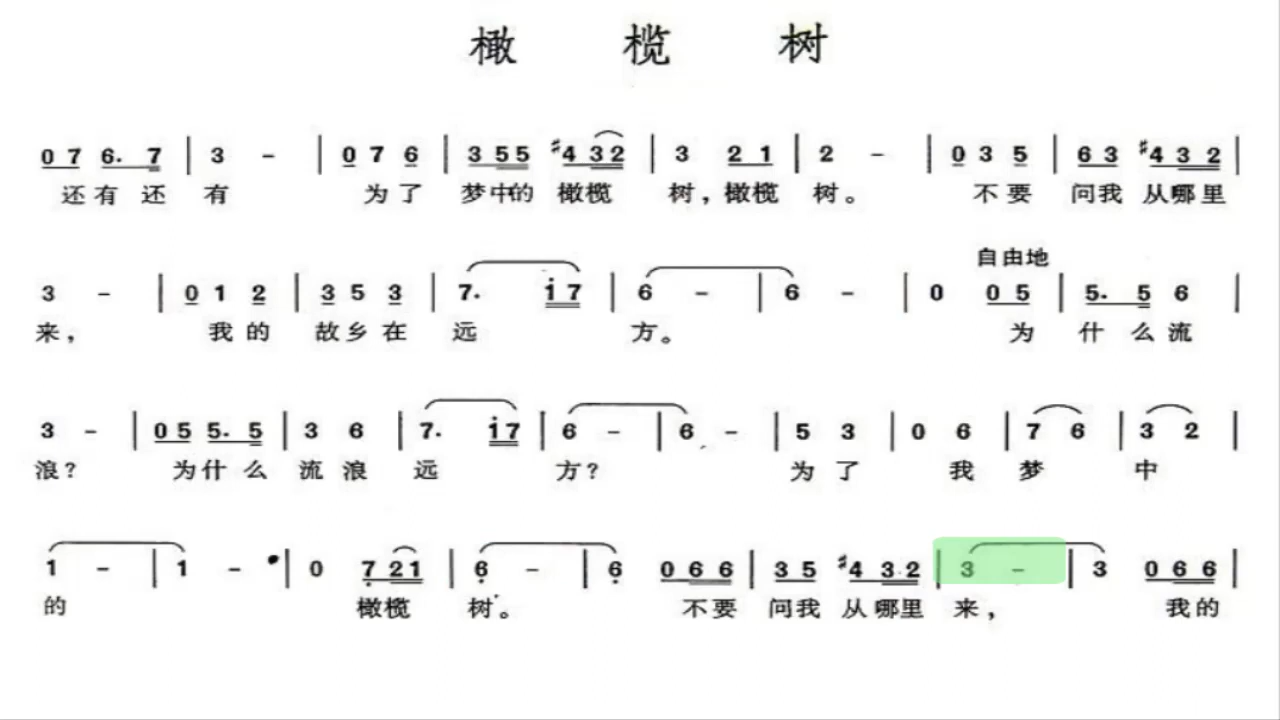 橄 榄 树
0 7 6. 7 | 3 - | 0 7 6 | 3 5 5 #4 3 2 | 3 2 1 | 2 - | 0 3 5 | 6 3 #4 3 2 |
还有 还 有 为了 梦中的 橄榄 树，橄榄 树。 不要 问我 从哪里
3 - | 0 1 2 | 3 5 3 | 7. i 7 | 6 - | 6 - | 0 0 5 | 5. 5 6 |
自由地
来， 我的 故乡在 远 方。 为 什么流
3 - | 0 5 5. 5 | 3 6 | 7. i 7 | 6 - | 6 - | 5 3 | 0 6 | 7 6 | 3 2 |
浪？ 为什么 流浪 远 方？ 为了 我 梦 中
1 - | 1 - | 0 7 2 1 | 6 - | 6 0 6 6 | 3 5 #4 3 2 | 3 - | 3 0 6 6 |
的 橄榄 树。 不要 问我 从哪里 来， 我的